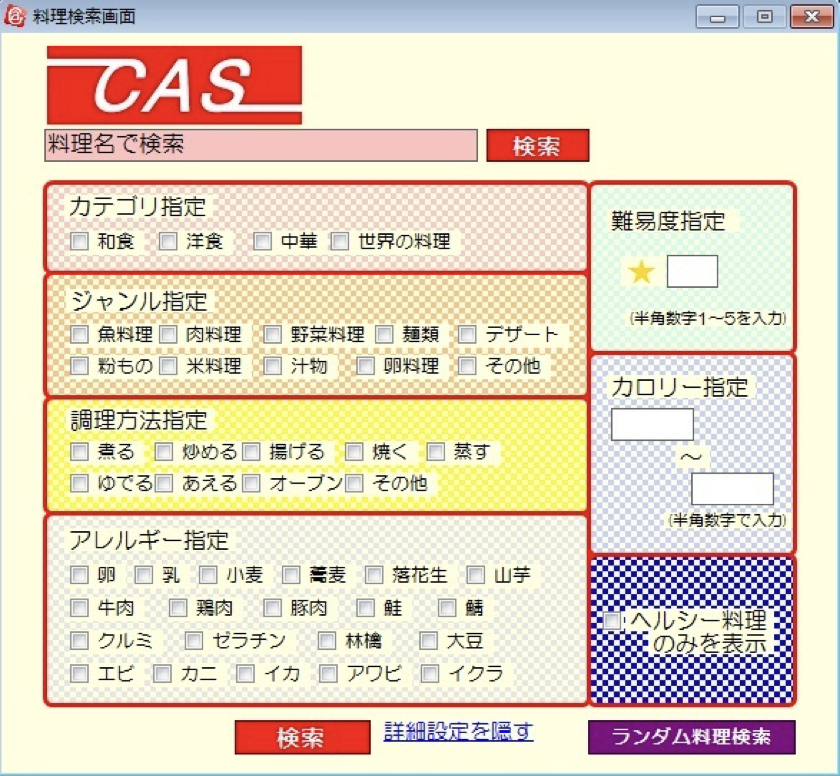 料理検索画面
CAS
料理名で検索
検索
カテゴリ指定
和食 洋食 中華 世界の料理
ジャンル指定
魚料理 肉料理 野菜料理 麺類 デザート
粉もの 米料理 汁物 卵料理 その他
調理方法指定
煮る 炒める 揚げる 焼く 蒸す
ゆでる あえる オーブン その他
アレルギー指定
卵 乳 小麦 蕎麦 落花生 山芋
牛肉 鶏肉 豚肉 鮭 鯖
クルミ ゼラチン 林檎 大豆
エビ カニ イカ アワビ イクラ
難易度指定
★
(半角数字1～5を入力)
カロリー指定
～
(半角数字で入力)
ヘルシー料理
のみを表示
検索
詳細設定を隠す
ランダム料理検索